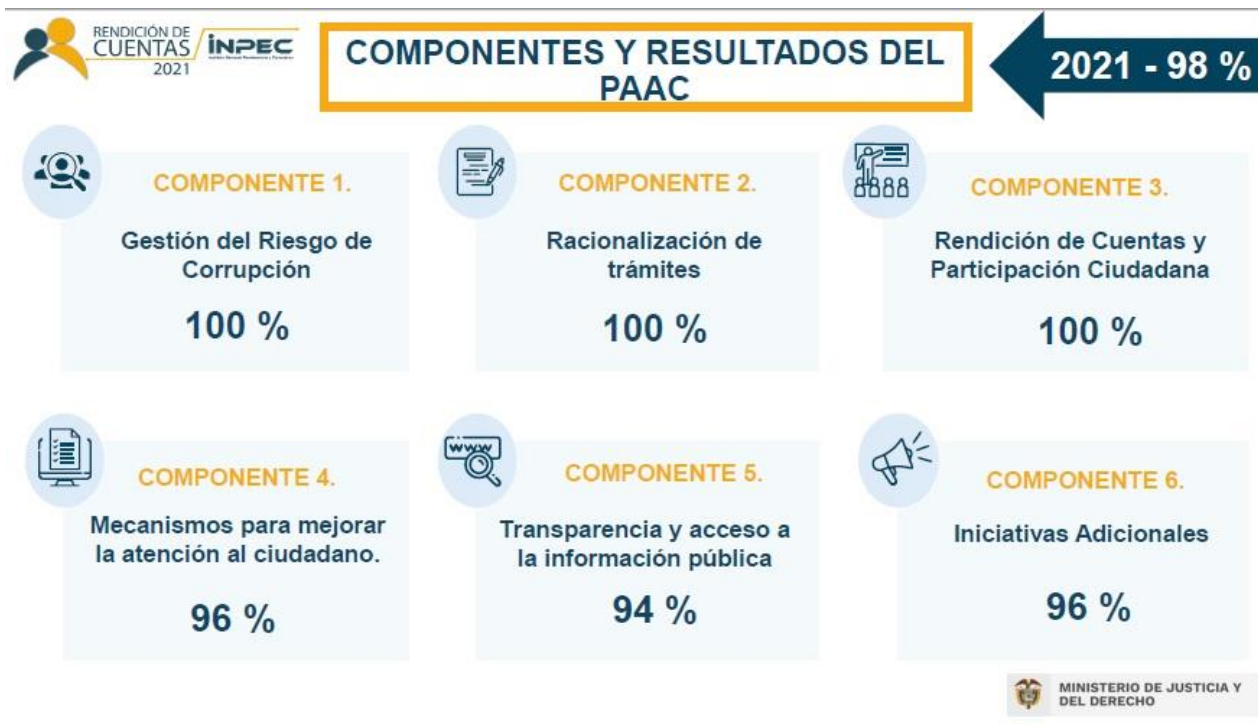 RENDICIÓN DE
CUENTAS
2021
INPEC
COMPONENTES Y RESULTADOS DEL
PAAC
2021 - 98 %
COMPONENTE 1.
Gestión del Riesgo de
Corrupción
100 %
COMPONENTE 2.
Racionalización de
trámites
100 %
COMPONENTE 3.
Rendición de Cuentas y
Participación Ciudadana
100 %
COMPONENTE 4.
Mecanismos para mejorar
la atención al ciudadano.
96 %
www
COMPONENTE 5.
Transparencia y acceso a
la información pública
94 %
COMPONENTE 6.
Iniciativas Adicionales
96 %
MINISTERIO DE JUSTICIA Y
DEL DERECHO